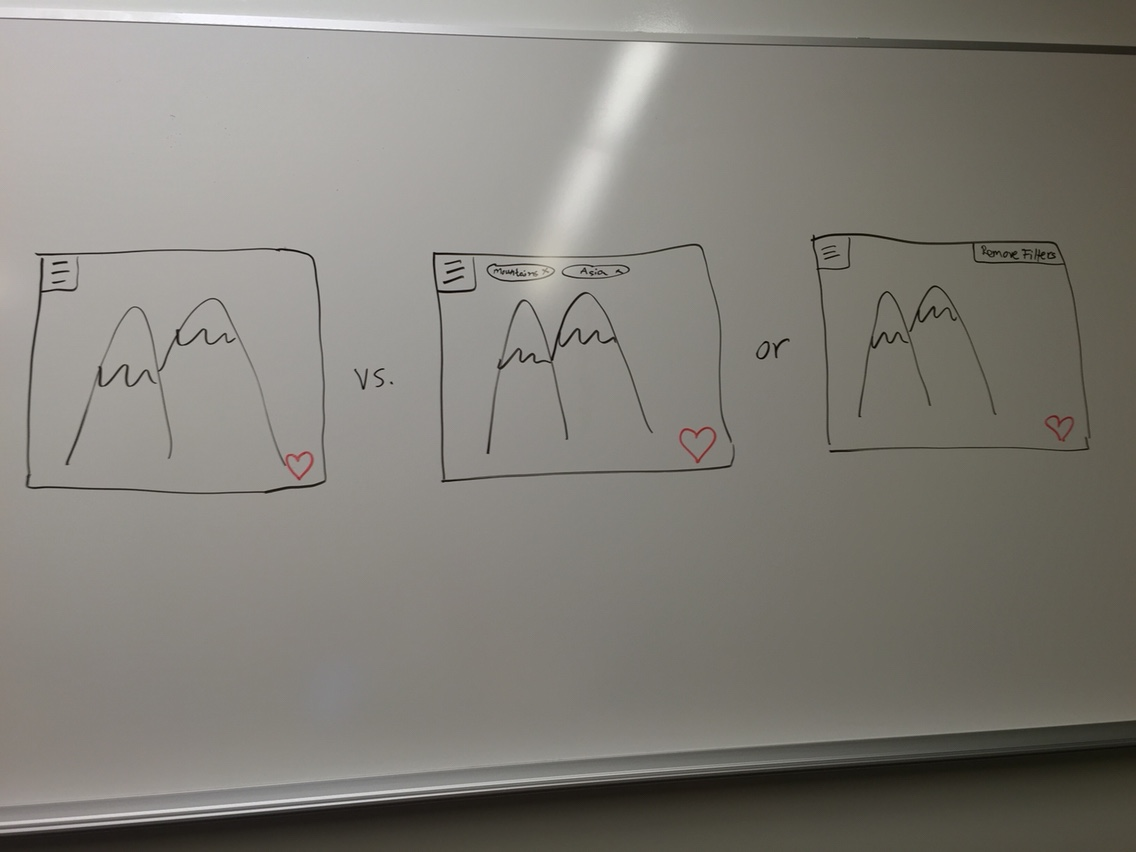 Mountains x
Asia x
Remove Filters
vs.
or